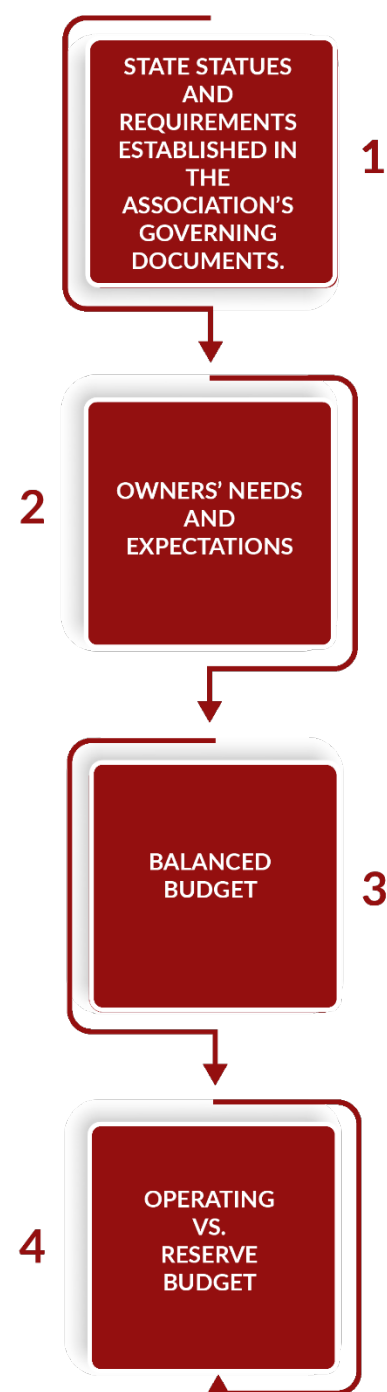 STATE STATUES
AND
REQUIREMENTS
ESTABLISHED IN
THE
ASSOCIATION'S
GOVERNING
DOCUMENTS.
1
2
OWNERS' NEEDS
AND
EXPECTATIONS
BALANCED
BUDGET
3
4
OPERATING
VS.
RESERVE
BUDGET